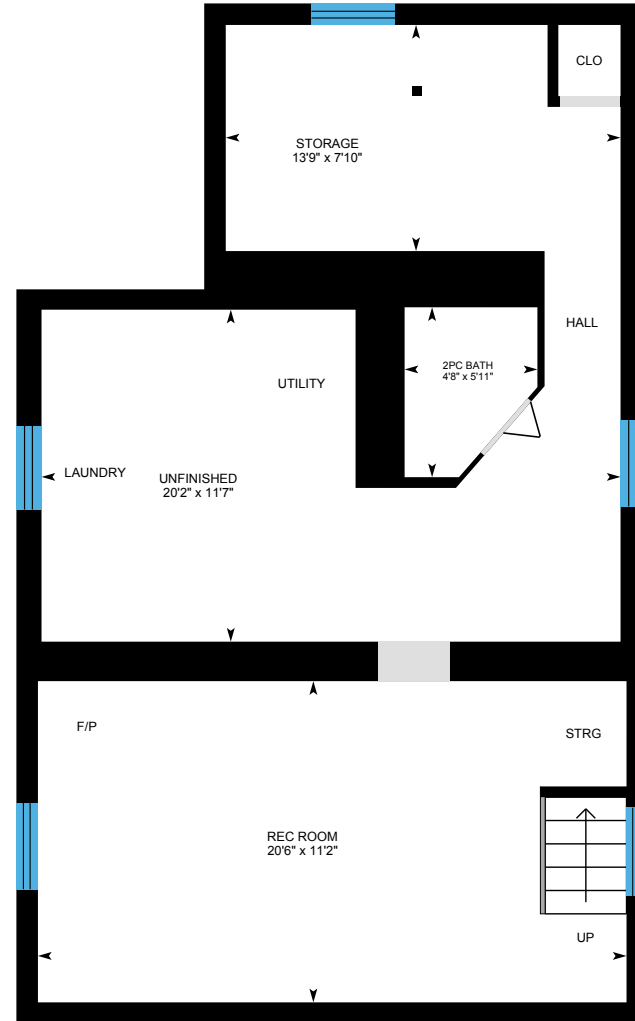 CLO
STORAGE
13'9" x 7'10"
HALL
2PC BATH
4'8" x 5'11"
UTILITY
LAUNDRY
UNFINISHED
20'2" x 11'7"
F/P
STRG
REC ROOM
20'6" x 11'2"
UP